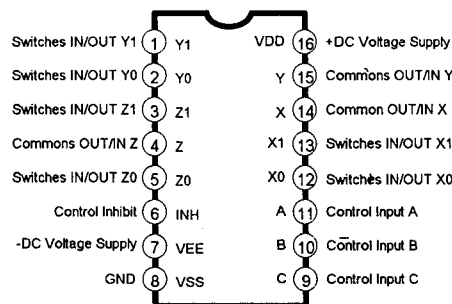 Switches IN/OUT Y1 1 Y1 VDD 16 +DC Voltage Supply
Switches IN/OUT Y0 2 Y0 Y 15 Commons OUT/IN Y
Switches IN/OUT Z1 3 Z1 X 14 Common OUT/IN X
Commons OUT/IN Z 4 Z X1 13 Switches IN/OUT X1
Switches IN/OUT Z0 5 Z0 X0 12 Switches IN/OUT X0
Control Inhibit 6 INH A 11 Control Input A
-DC Voltage Supply 7 VEE B 10 Control Input B
GND 8 VSS C 9 Control Input C